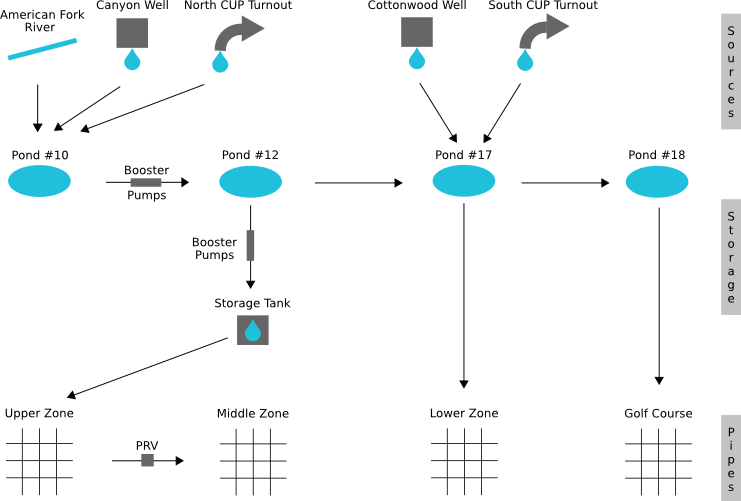 Canyon Well
North CUP Turnout
Cottonwood Well
South CUP Turnout
American Fork
River
Sources
Pond #10
Pond #12
Pond #17
Pond #18
Booster
Pumps
Storage
Booster
Pumps
Storage Tank
Upper Zone
Middle Zone
Lower Zone
Golf Course
PRV
Pipes